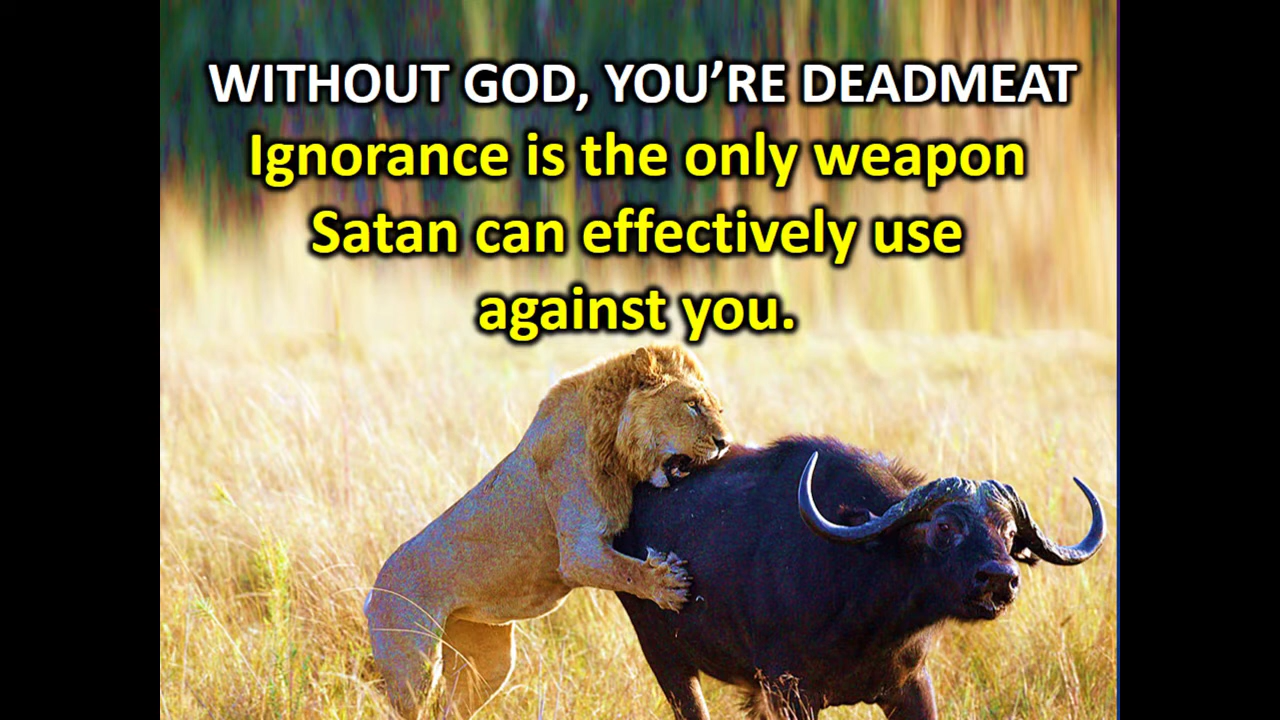 WITHOUT GOD, YOU’RE DEADMEAT
Ignorance is the only weapon
Satan can effectively use
against you.